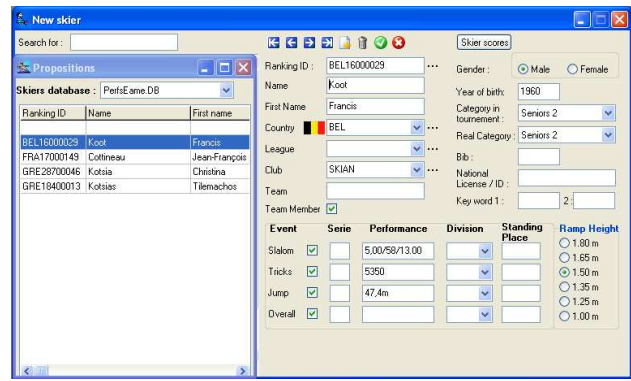 New skier
Search for :
Propositions
Skiers database : PerfsEame.DB
Ranking ID Name First name
BEL16000029 Koot Francis
FRA17000149 Cottineau Jean-François
GRE28700046 Kotsia Christina
GRE18400013 Kotsias Tilemachos
Ranking ID : BEL16000029 ...
Name Koot
First Name Francis
Country BEL ...
League ...
Club SKIAN ...
Team
Team Member
Skier scores
Gender : Male Female
Year of birth: 1960
Category in tournement : Seniors 2
Real Category : Seniors 2
Bib :
National License / ID :
Key word 1 : 2 :
Event Serie Performance Division Standing Place
Slalom 5,00/58/13,00
Tricks 5350
Jump 47,4m
Overall
Ramp Height
1.80 m
1.65 m
1.50 m
1.35 m
1.25 m
1.00 m